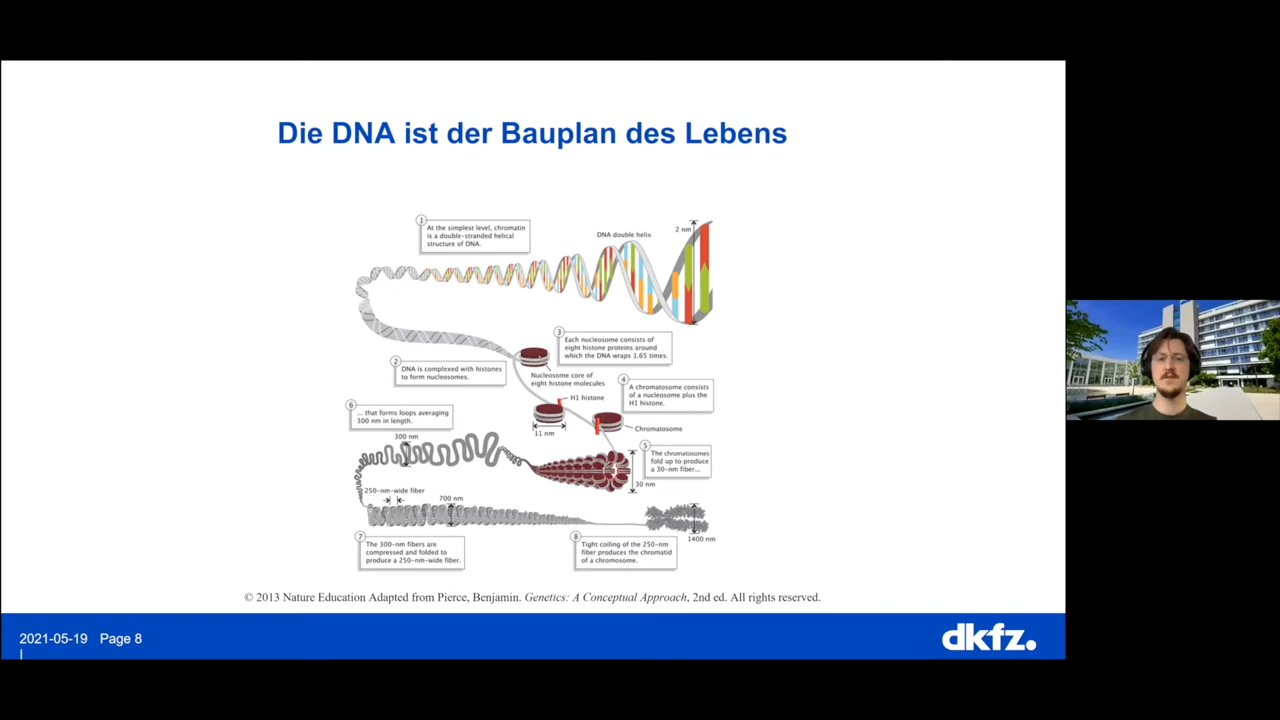 Die DNA ist der Bauplan des Lebens
1
At the simplest level, chromatin
is a double-stranded helical
structure of DNA.
DNA double helix
2 nm
3
Each nucleosome consists of
eight histone proteins around
which the DNA wraps 1.65 times.
2
DNA is complexed with histones
to form nucleosomes.
Nucleosome core of
eight histone molecules
4
A chromatosome consists
of a nucleosome plus the
H1 histone.
H1 histone
6
... that forms loops averaging
300 nm in length.
11 nm
Chromatosome
300 nm
5
The chromatosomes
fold up to produce
a 30-nm fiber...
30 nm
250-nm-wide fiber
700 nm
1400 nm
7
The 300-nm fibers are
compressed and folded to
produce a 250-nm-wide fiber.
8
Tight coiling of the 250-nm
fiber produces the chromatid
of a chromosome.
© 2013 Nature Education Adapted from Pierce, Benjamin. Genetics: A Conceptual Approach, 2nd ed. All rights reserved.
2021-05-19 Page 8
dkfz.